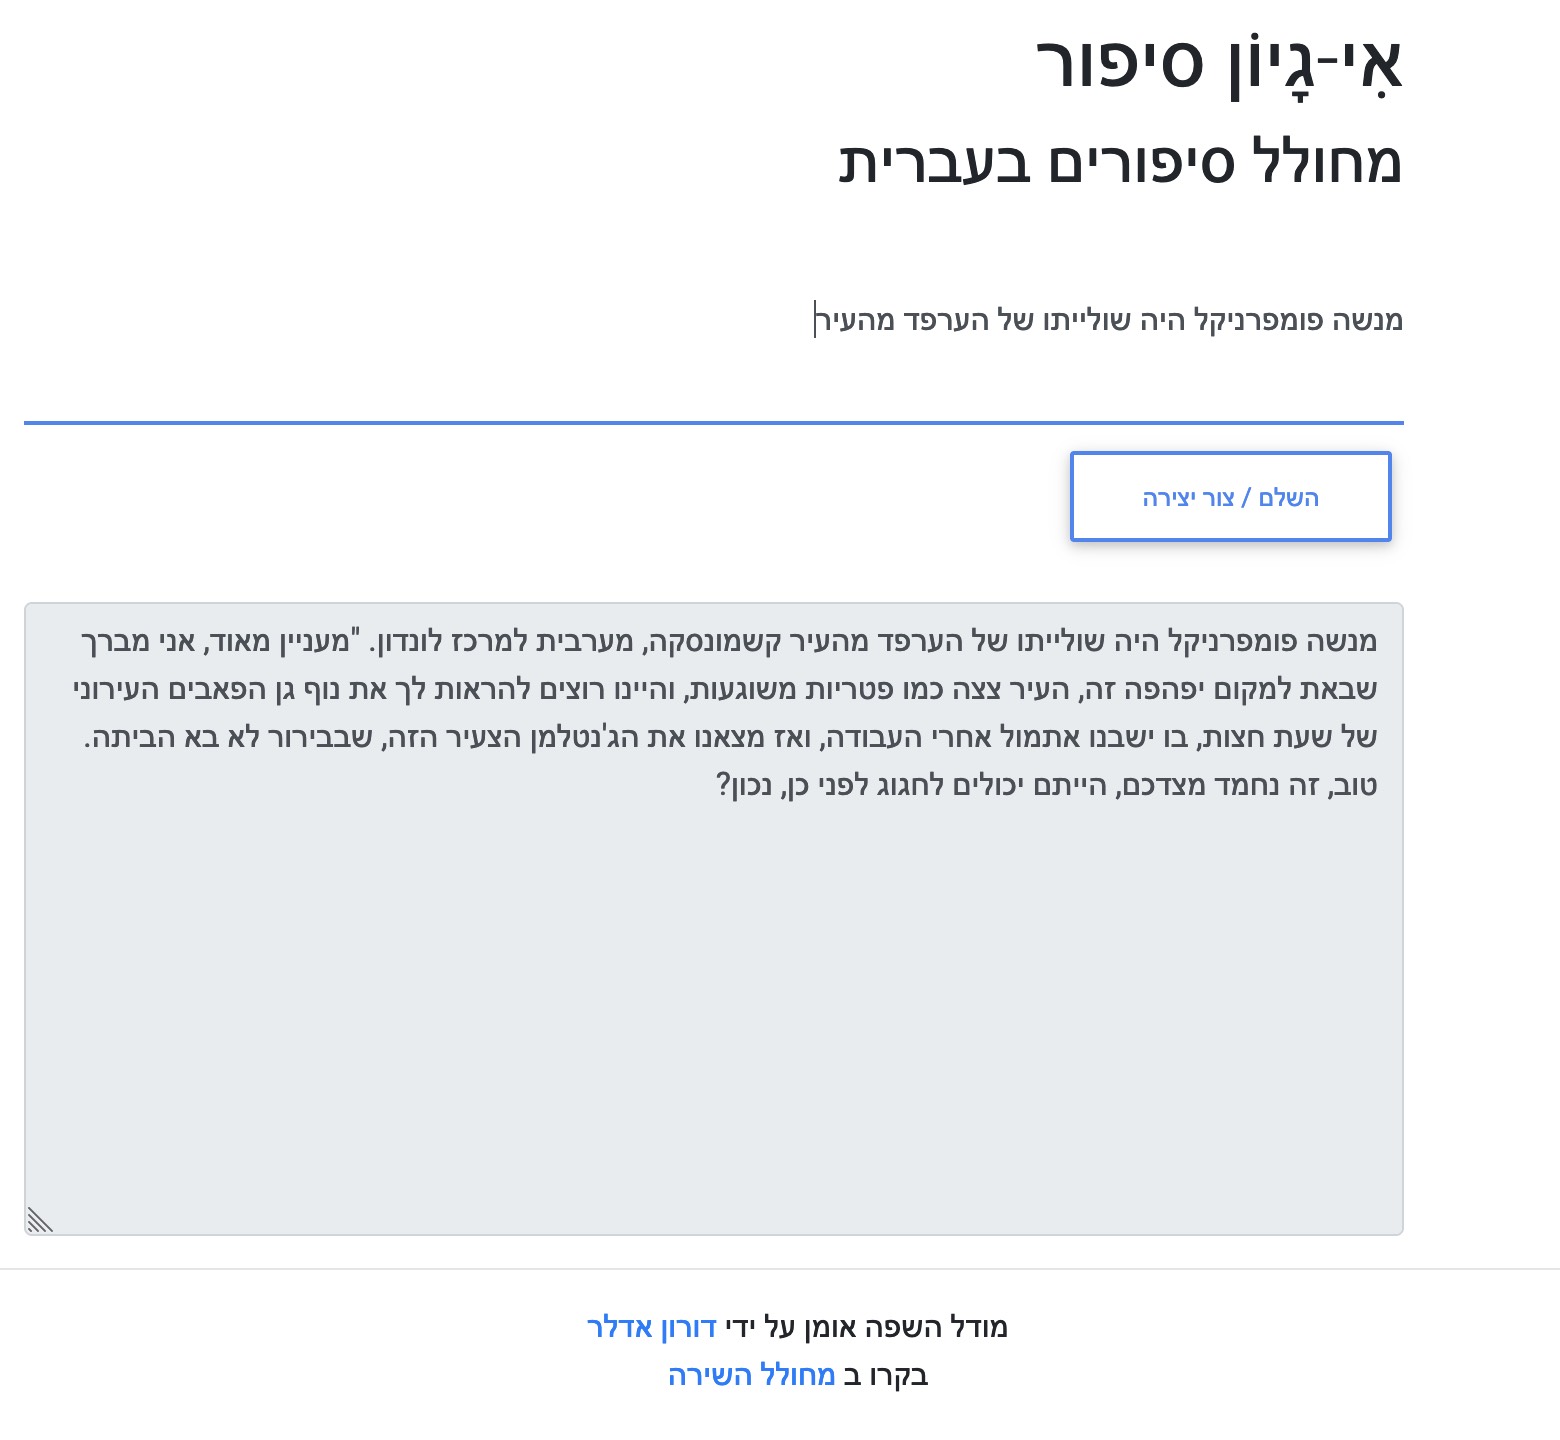 אִי-גָיוֹן סיפור
מחולל סיפורים בעברית
מנשה פומפרניקל היה שולייתו של הערפד מהעיר
השלם / צור יצירה
מנשה פומפרניקל היה שולייתו של הערפד מהעיר קשמונסקה, מערבית למרכז לונדון. "מעניין מאוד, אני מברך
שבאת למקום יפהפה זה, העיר צצה כמו פטריות משוגעות, והיינו רוצים להראות לך את נוף גן הפאבים העירוני
של שעת חצות, בו ישבנו אתמול אחרי העבודה, ואז מצאנו את הג'נטלמן הצעיר הזה, שבבירור לא בא הביתה.
טוב, זה נחמד מצדכם, הייתם יכולים לחגוג לפני כן, נכון?
מודל השפה אומן על ידי דורון אדלר
בקרו ב מחולל השירה